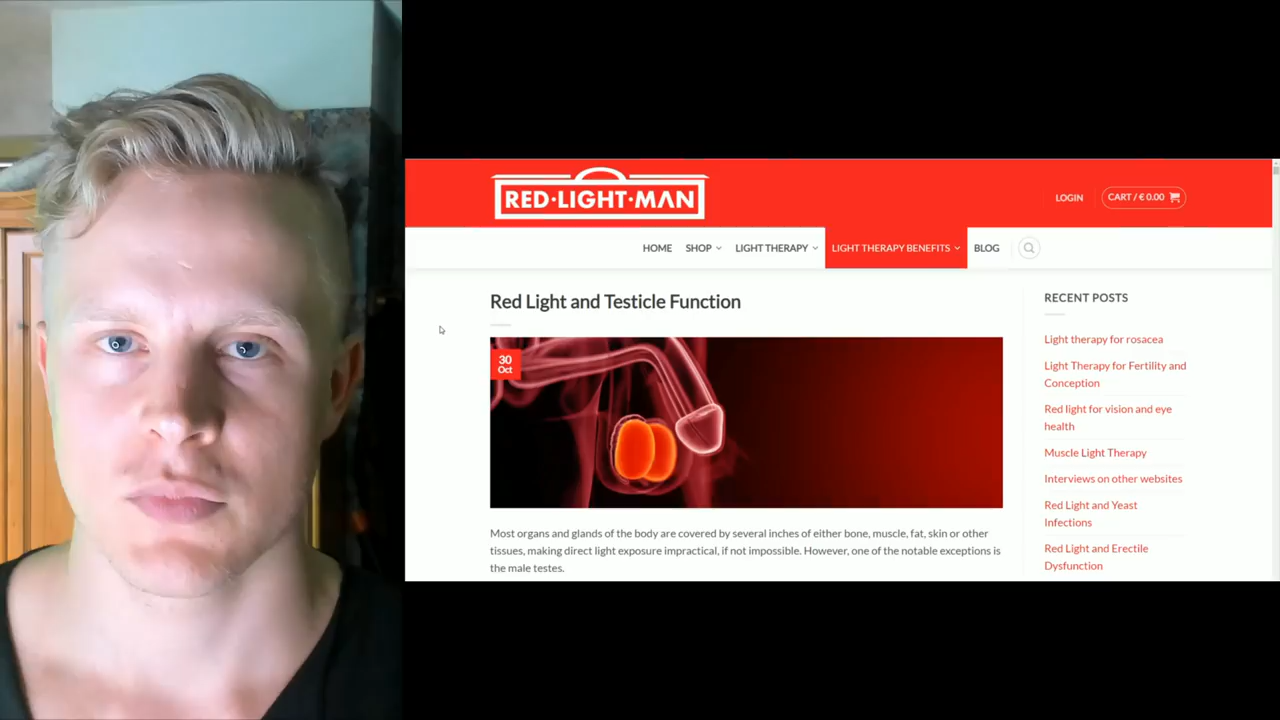 RED·LIGHT·MAN
LOGIN
CART / € 0.00
HOME
SHOP
LIGHT THERAPY
LIGHT THERAPY BENEFITS
BLOG
Red Light and Testicle Function
30
Oct
Most organs and glands of the body are covered by several inches of either bone, muscle, fat, skin or other
tissues, making direct light exposure impractical, if not impossible. However, one of the notable exceptions is
the male testes.
RECENT POSTS
Light therapy for rosacea
Light Therapy for Fertility and
Conception
Red light for vision and eye
health
Muscle Light Therapy
Interviews on other websites
Red Light and Yeast
Infections
Red Light and Erectile
Dysfunction